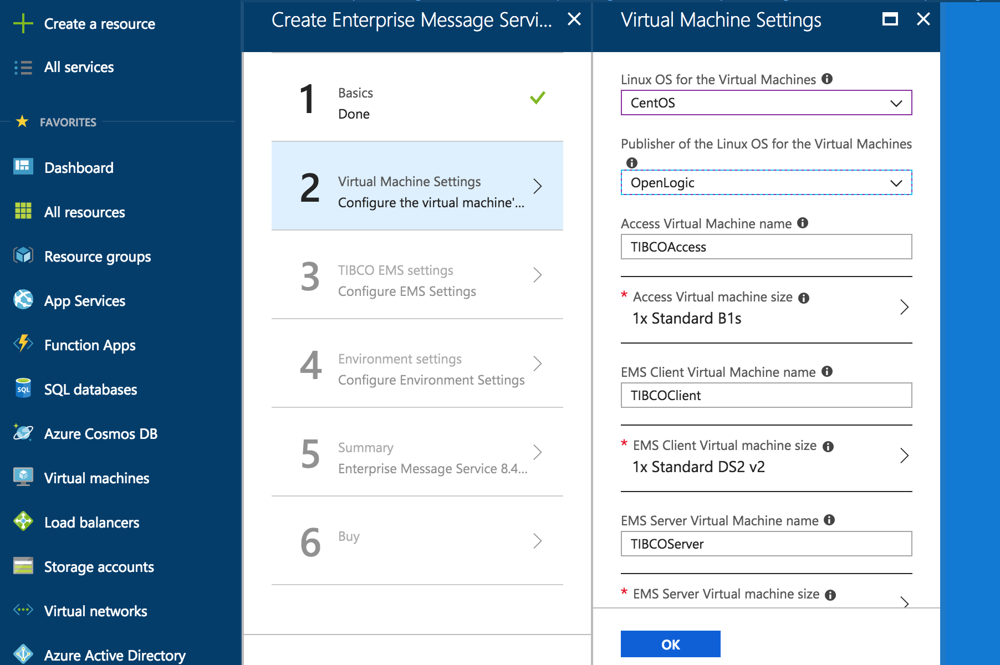 Create a resource
All services
FAVORITES
Dashboard
All resources
Resource groups
App Services
Function Apps
SQL
SQL databases
Azure Cosmos DB
Virtual machines
Load balancers
Storage accounts
Virtual networks
Azure Active Directory
Create Enterprise Message Servi...
1
Basics
Done
2
Virtual Machine Settings
Configure the virtual machine'...
3
TIBCO EMS settings
Configure EMS Settings
4
Environment settings
Configure Environment Settings
5
Summary
Enterprise Message Service 8.4...
6
Buy
Virtual Machine Settings
Linux OS for the Virtual Machines
CentOS
Publisher of the Linux OS for the Virtual Machines
OpenLogic
Access Virtual Machine name
TIBCOAccess
* Access Virtual machine size
1x Standard B1s
EMS Client Virtual Machine name
TIBCOClient
* EMS Client Virtual machine size
1x Standard DS2 v2
EMS Server Virtual Machine name
TIBCOServer
* EMS Server Virtual machine size
OK